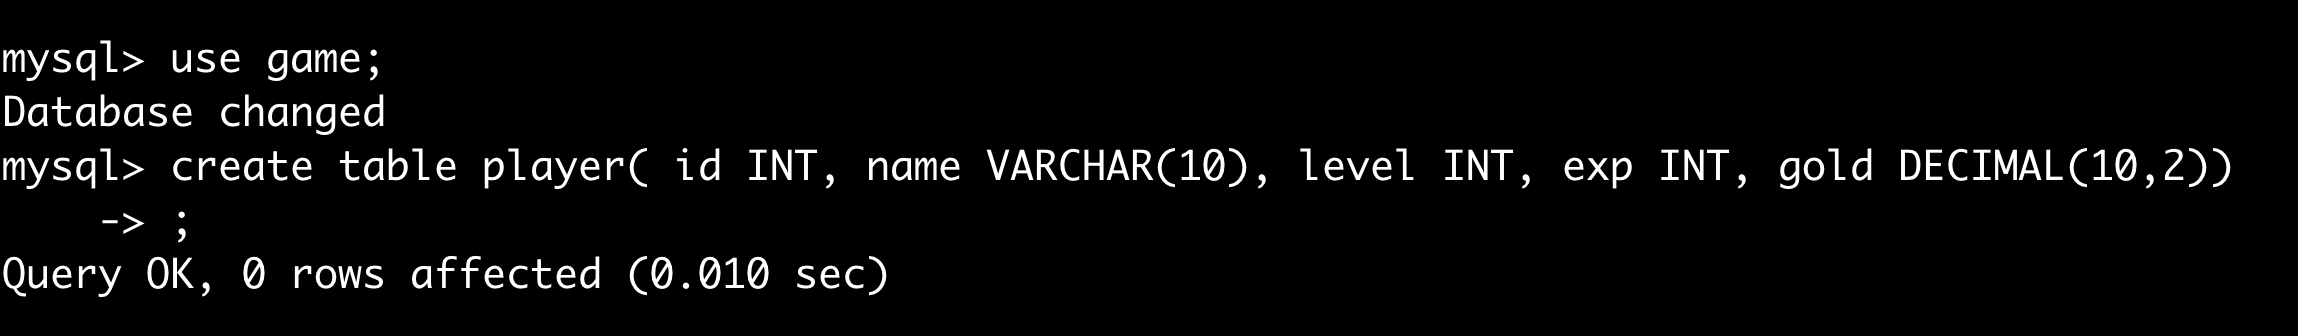 mysql> use game;
Database changed
mysql> create table player( id INT, name VARCHAR(10), level INT, exp INT, gold DECIMAL(10,2))
    -> ;
Query OK, 0 rows affected (0.010 sec)